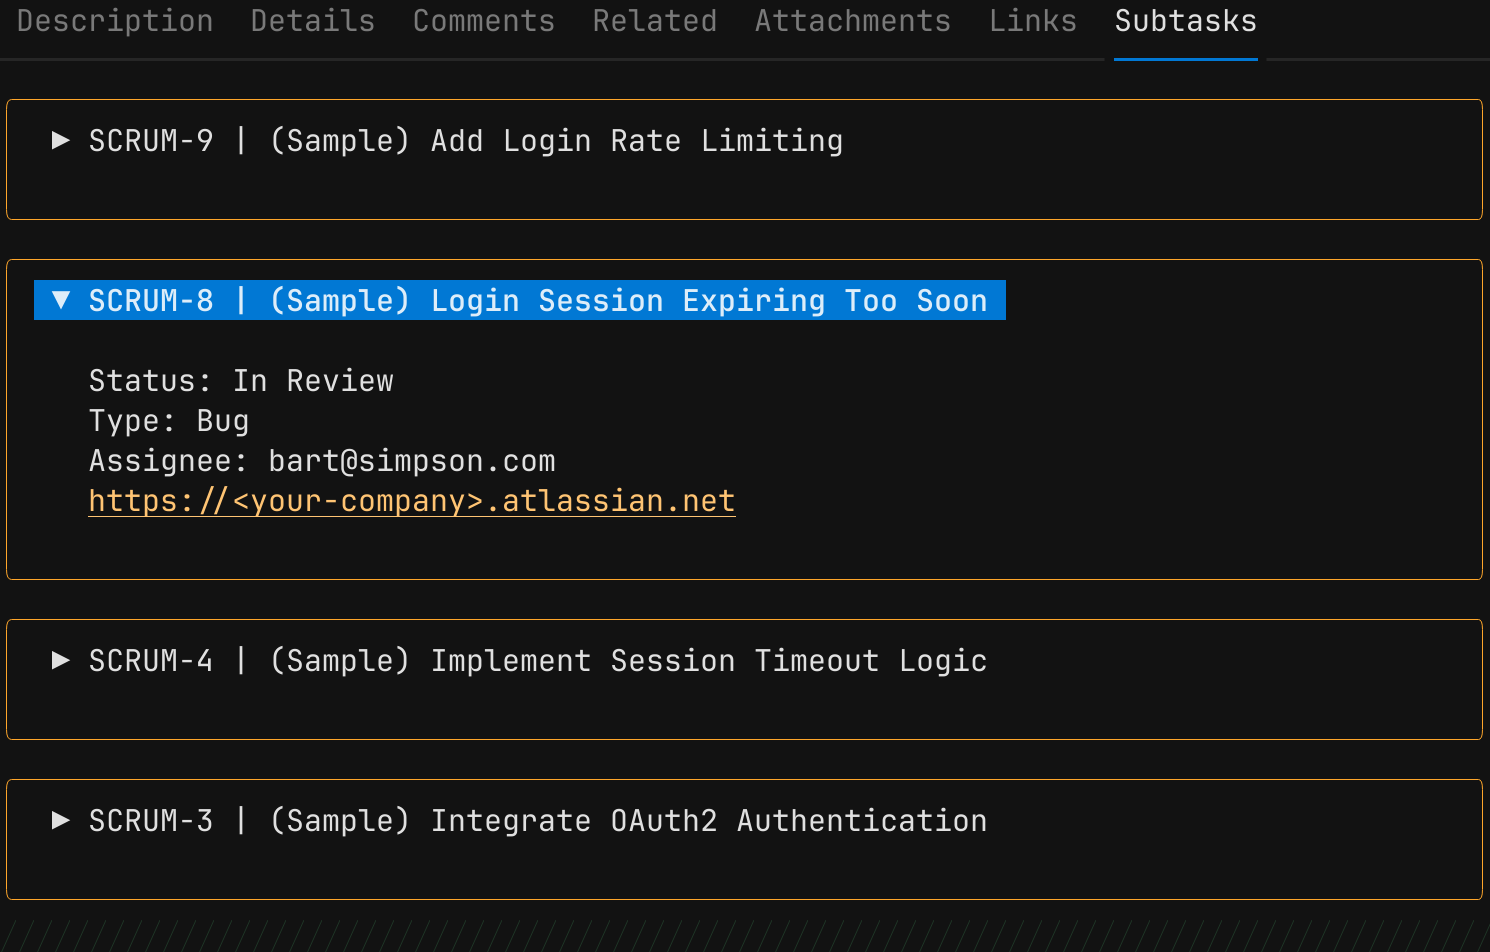 Description Details Comments Related Attachments Links Subtasks
▶ SCRUM-9 | (Sample) Add Login Rate Limiting
▼ SCRUM-8 | (Sample) Login Session Expiring Too Soon
Status: In Review
Type: Bug
Assignee: bart@simpson.com
https://<your-company>.atlassian.net
▶ SCRUM-4 | (Sample) Implement Session Timeout Logic
▶ SCRUM-3 | (Sample) Integrate OAuth2 Authentication